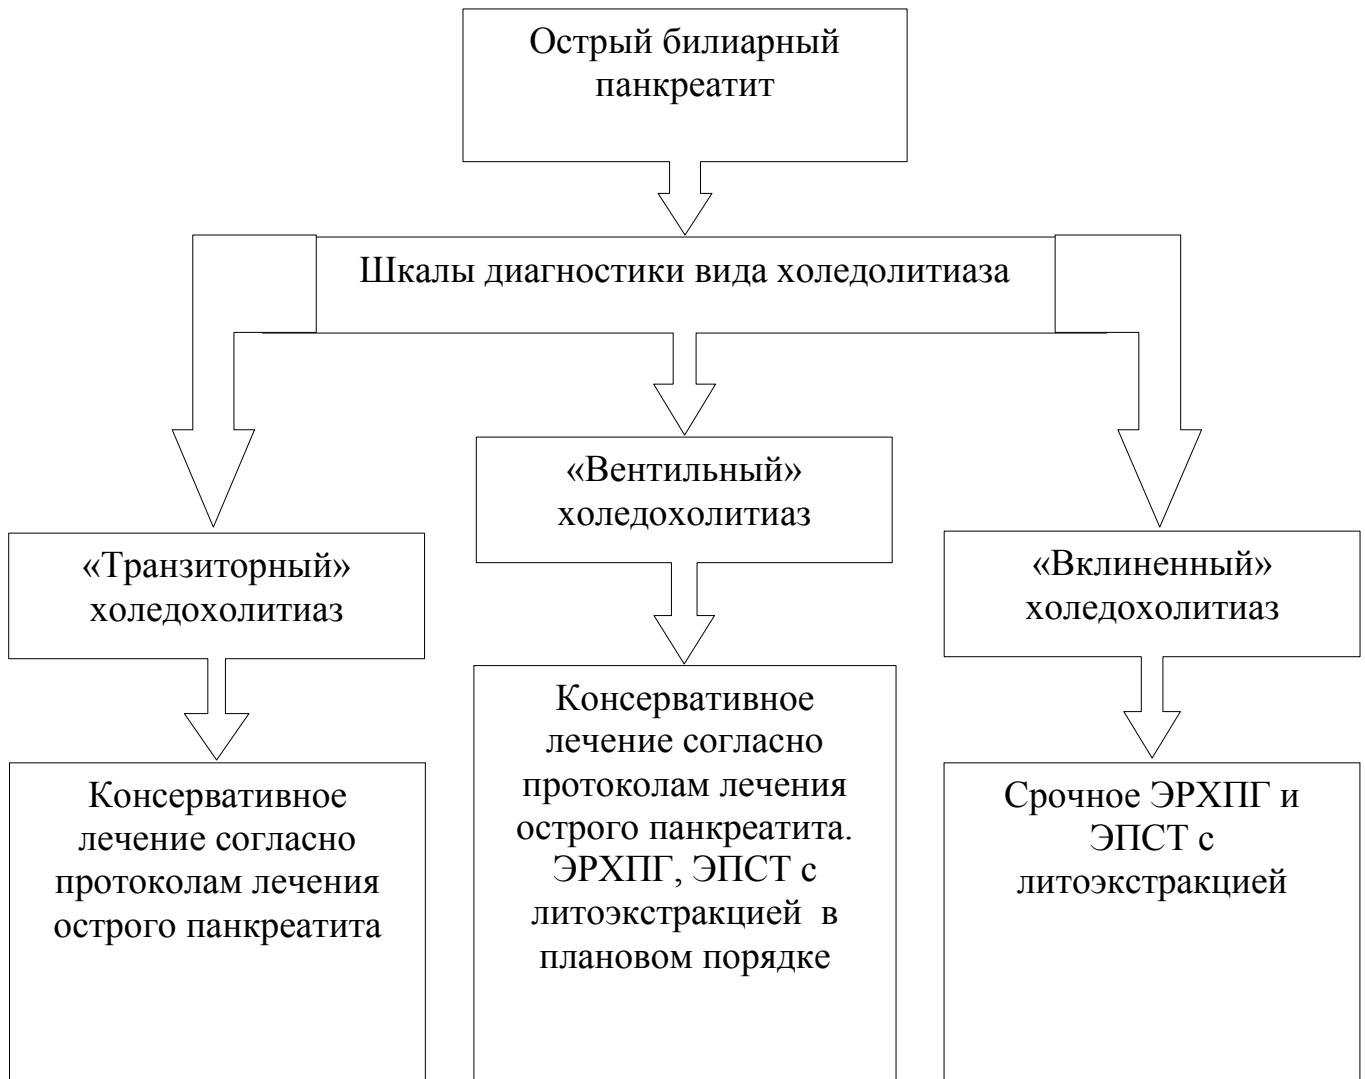 Острый билиарный
панкреатит
Шкалы диагностики вида холедолитиаза
«Транзиторный»
холедохолитиаз
«Вентильный»
холедохолитиаз
«Вклиненный»
холедохолитиаз
Консервативное
лечение согласно
протоколам лечения
острого панкреатита
Консервативное
лечение согласно
протоколам лечения
острого панкреатита.
ЭРХПГ, ЭПСТ с
литоэкстракцией в
плановом порядке
Срочное ЭРХПГ и
ЭПСТ с
литоэкстракцией